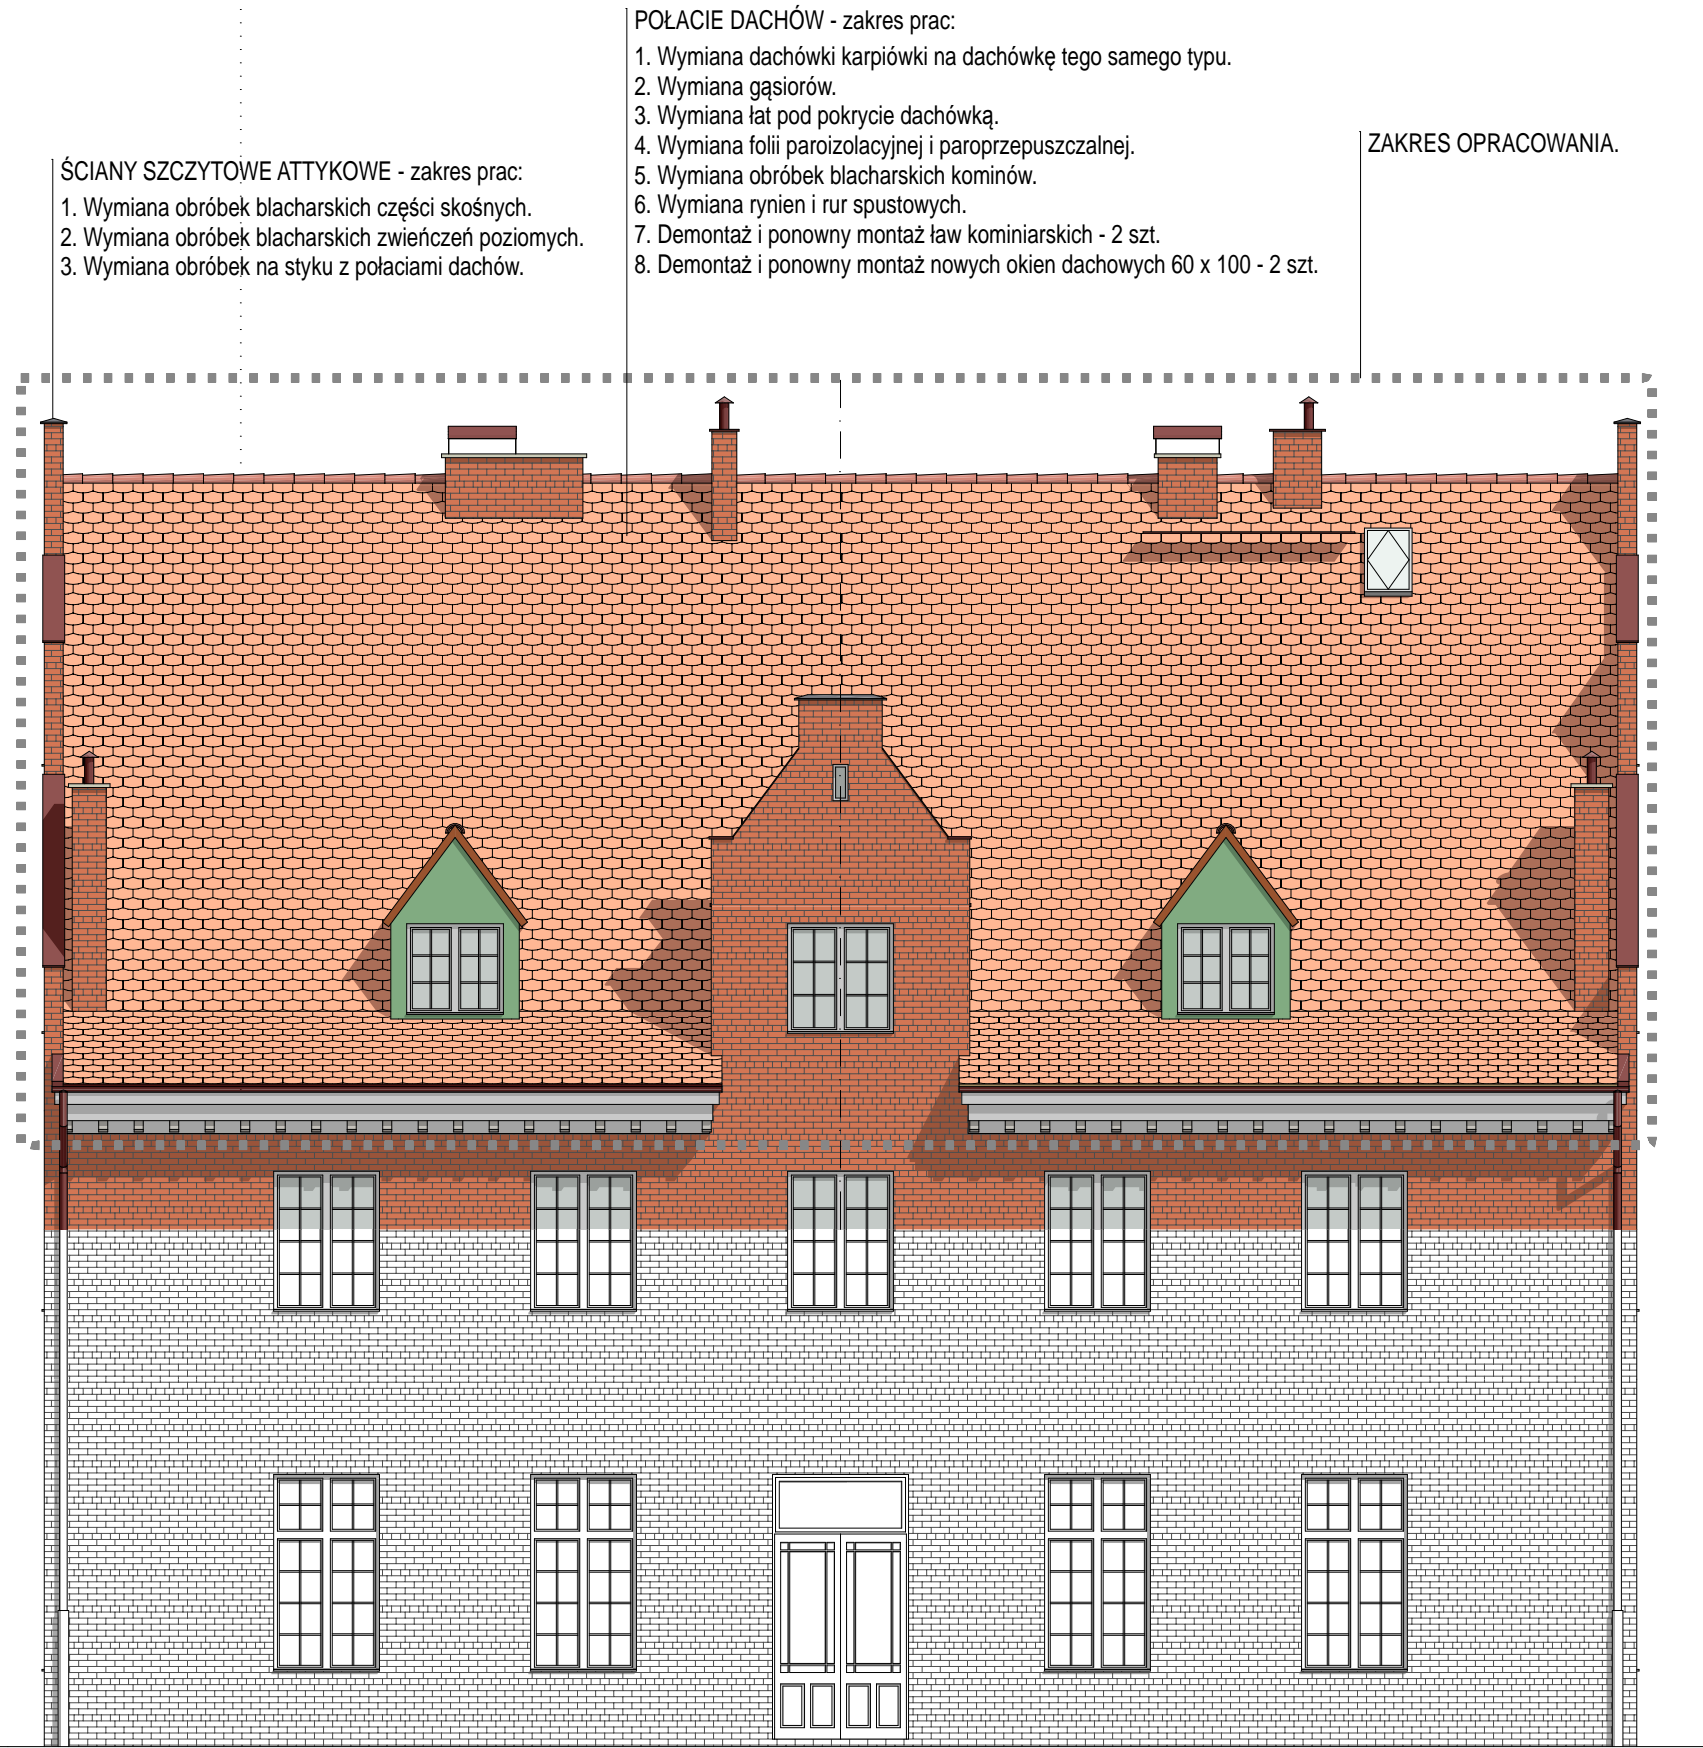 POŁACIE DACHÓW - zakres prac:
1. Wymiana dachówki karpiówki na dachówkę tego samego typu.
2. Wymiana gąsiorów.
3. Wymiana łat pod pokrycie dachówką.
4. Wymiana folii paroizolacyjnej i paroprzepuszczalnej.
5. Wymiana obróbek blacharskich kominów.
6. Wymiana rynien i rur spustowych.
7. Demontaż i ponowny montaż ław kominiarskich - 2 szt.
8. Demontaż i ponowny montaż nowych okien dachowych 60 x 100 - 2 szt.
ZAKRES OPRACOWANIA.
ŚCIANY SZCZYTOWE ATTYKOWE - zakres prac:
1. Wymiana obróbek blacharskich części skośnych.
2. Wymiana obróbek blacharskich zwieńczeń poziomych.
3. Wymiana obróbek na styku z połaciami dachów.